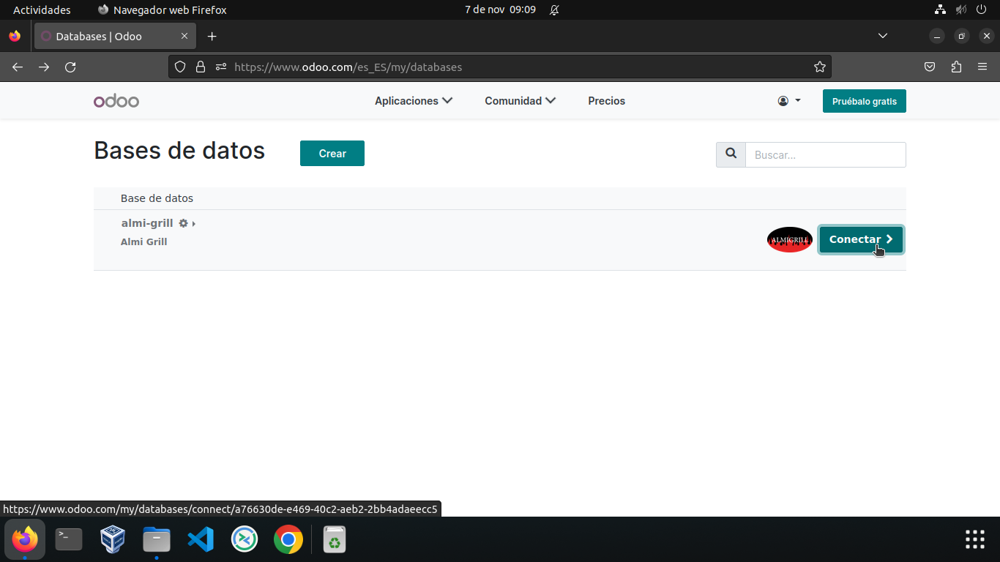 Actividades Navegador web Firefox 7 de nov 09:09
Databases | Odoo
https://www.odoo.com/es_ES/my/databases
odoo Aplicaciones Comunidad Precios Pruébalo gratis
Bases de datos Crear Buscar...
Base de datos
almi-grill
Almi Grill
ALMIGRILL Conectar
https://www.odoo.com/my/databases/connect/a76630de-e469-40c2-aeb2-2bb4adaeecc5